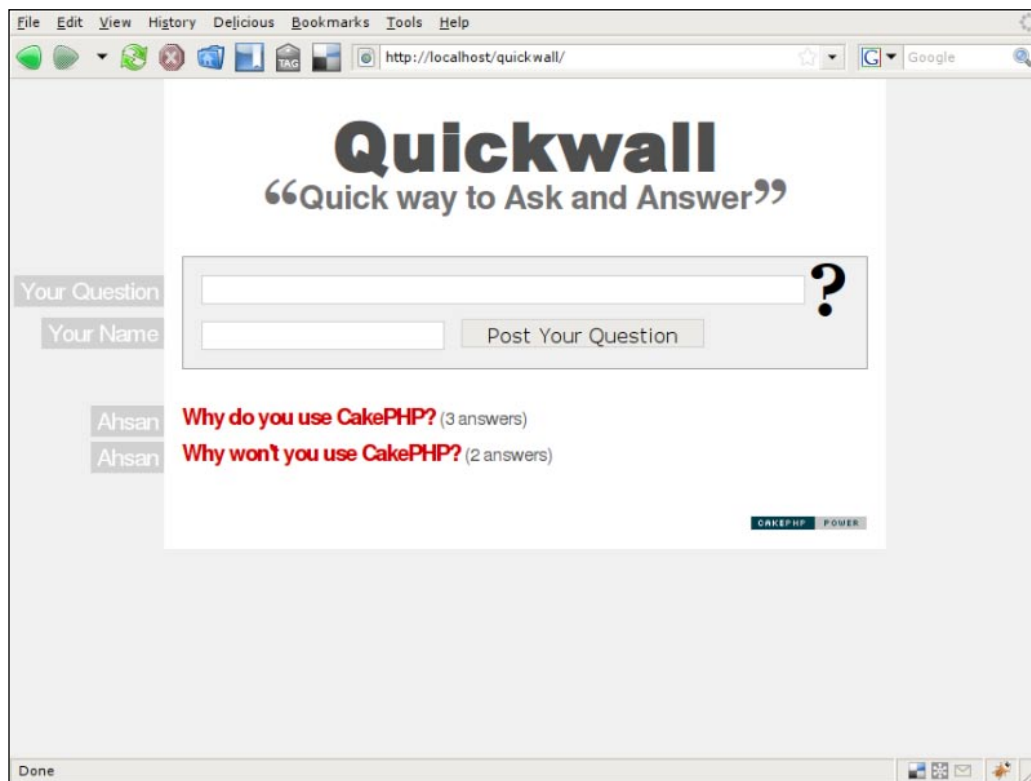 File Edit View History Delicious Bookmarks Tools Help
TAG http://localhost/quickwall/ G Google
Quickwall
“Quick way to Ask and Answer”
Your Question ?
Your Name Post Your Question
Ahsan Why do you use CakePHP? (3 answers)
Ahsan Why won't you use CakePHP? (2 answers)
CAKEPHP POWER
Done